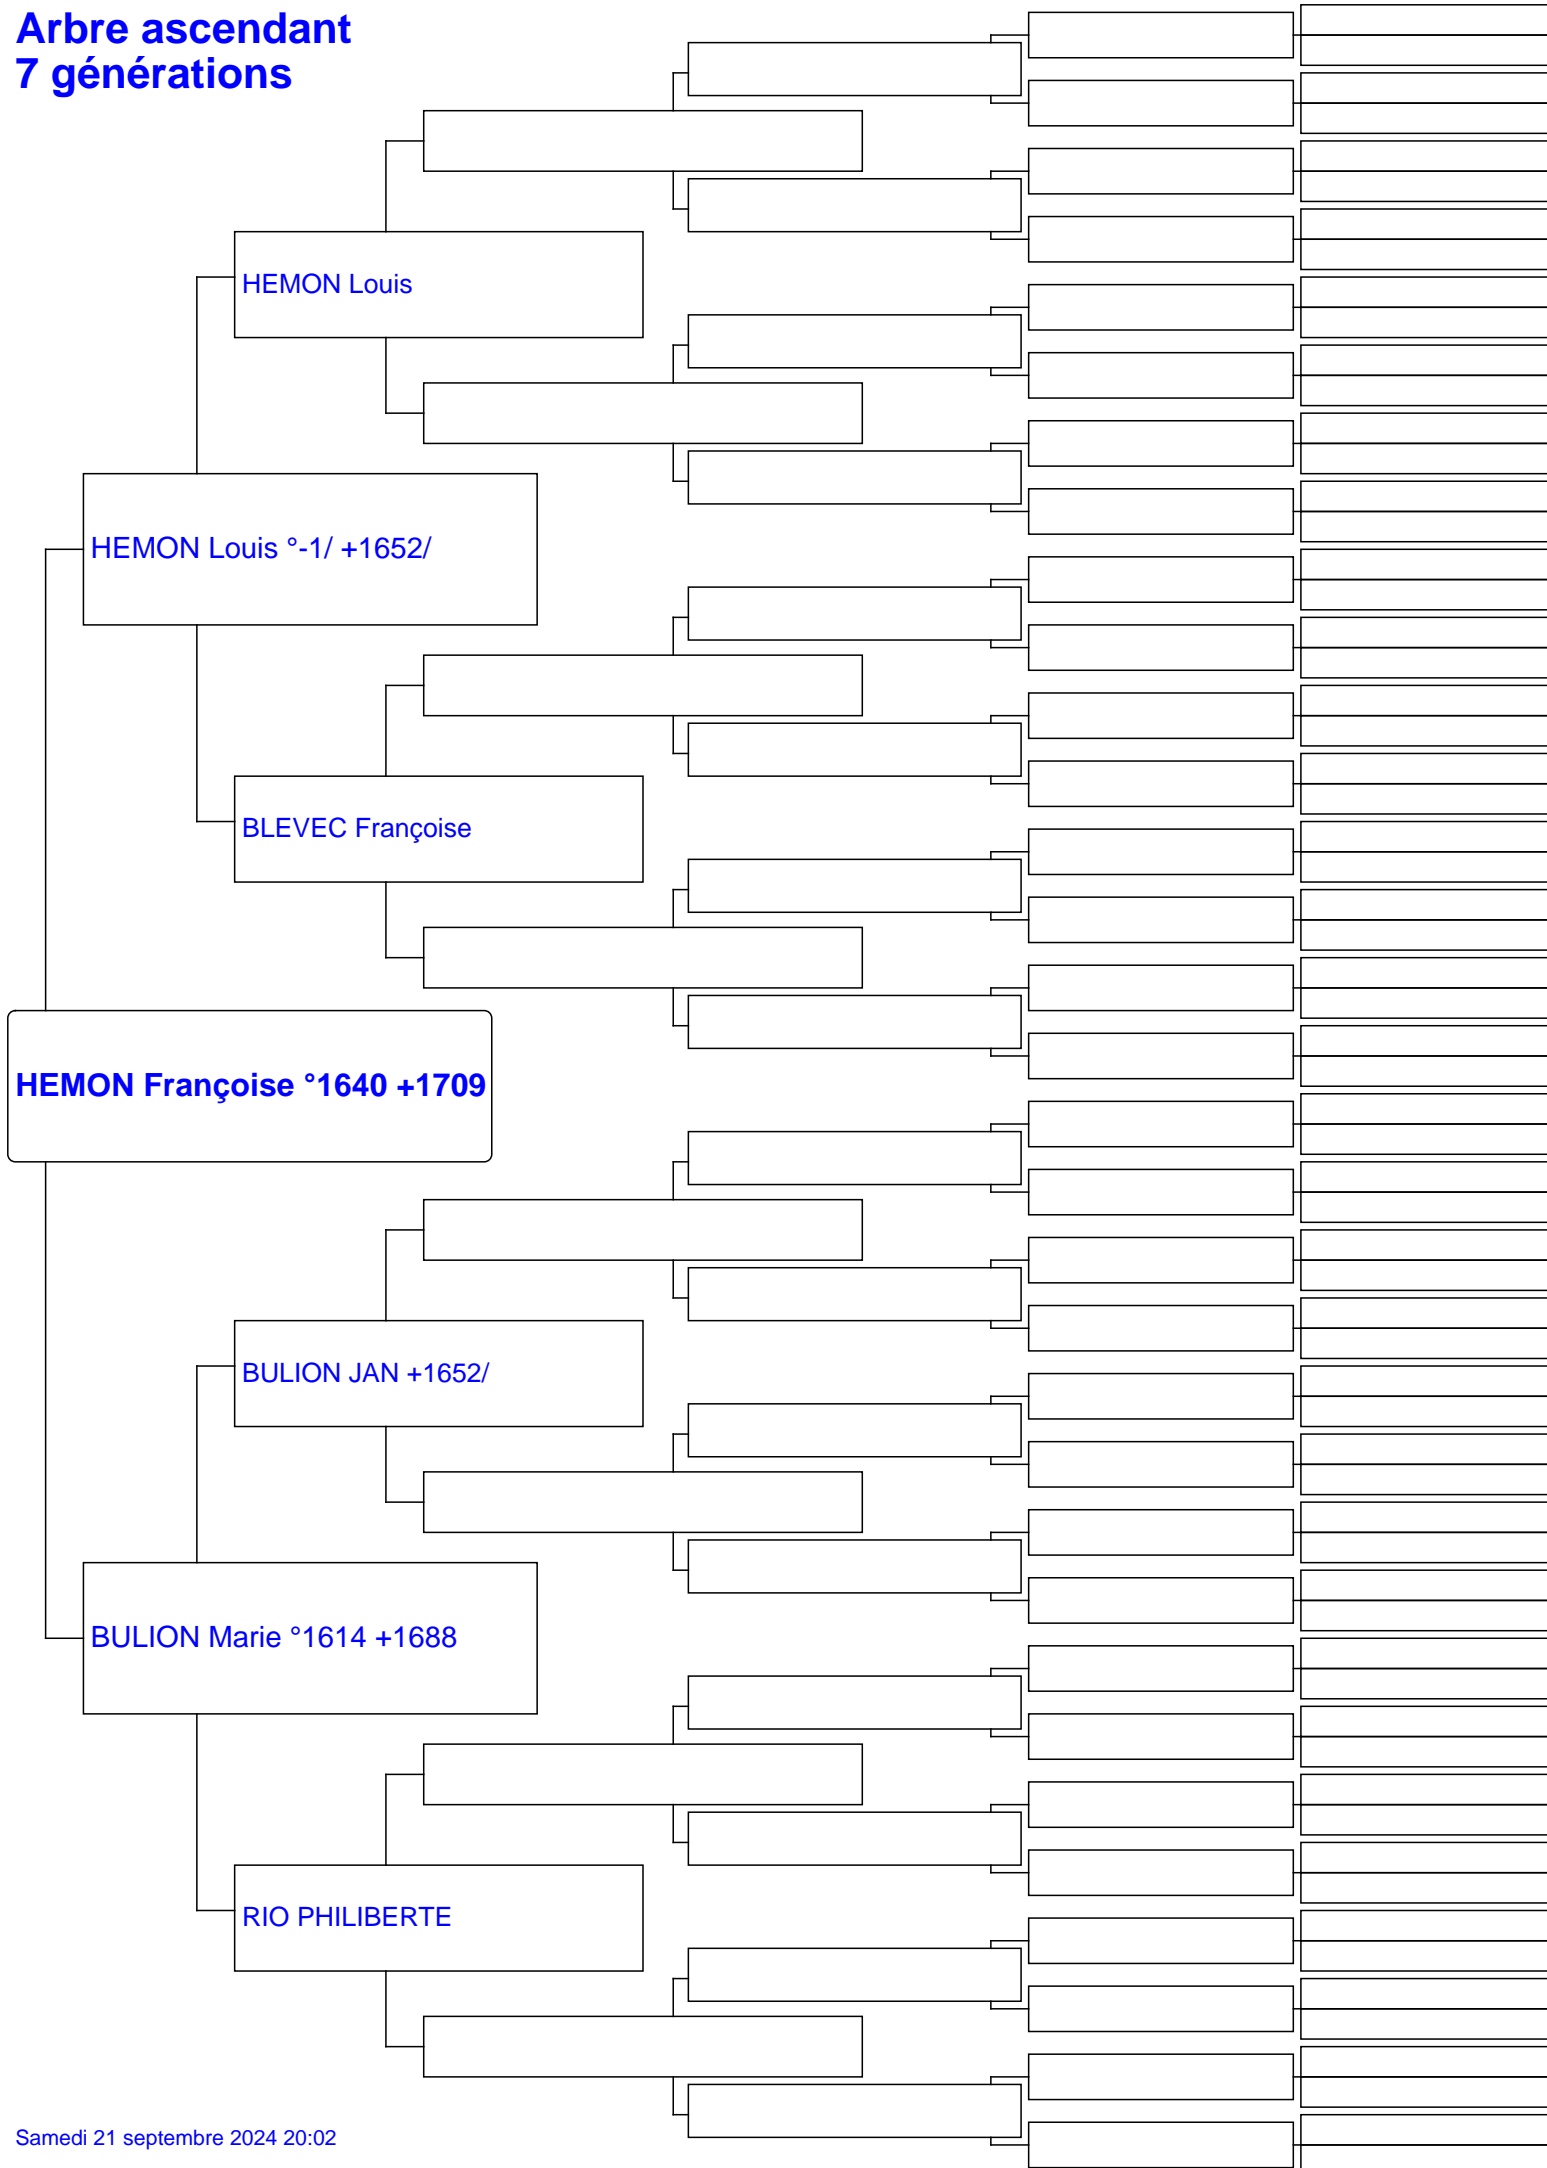 Arbre ascendant
7 générations
HEMON Louis
HEMON Louis °-1/ +1652/
BLEVEC Françoise
HEMON Françoise °1640 +1709
BULION JAN +1652/
BULION Marie °1614 +1688
RIO PHILIBERTE
Samedi 21 septembre 2024 20:02